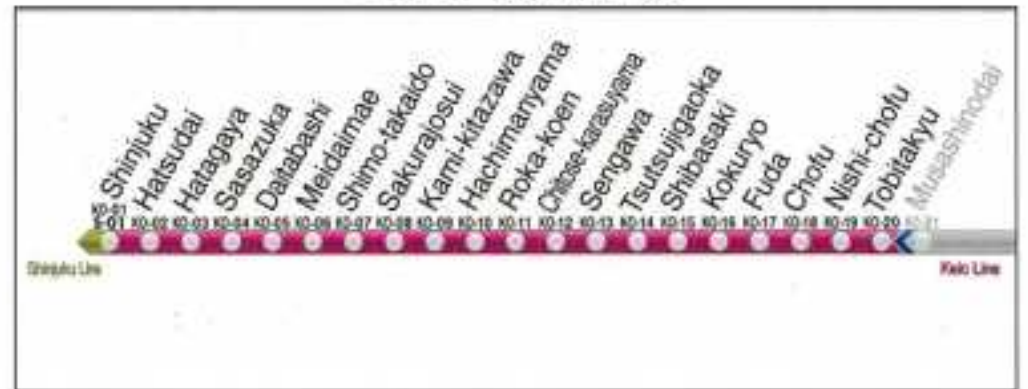 Shinjuku
Hatsudai
Hatagaya
Sasazuka
Daitabashi
Meidaimae
Shimo-takaido
Sakurajosui
Kami-kitazawa
Hachimanyama
Roka-koen
Chitose-karasuyama
Sengawa
Tsutsujigaoka
Shibasaki
Kokuryo
Fuda
Chofu
Nishi-chofu
Tobitakyu
Musashinodai
KO-01
S-01 KO-02 KO-03 KO-04 KO-05 KO-06 KO-07 KO-08 KO-09 KO-10 KO-11 KO-12 KO-13 KO-14 KO-15 KO-16 KO-17 KO-18 KO-19 KO-20 KO-21
Shinjuku Line
Keio Line